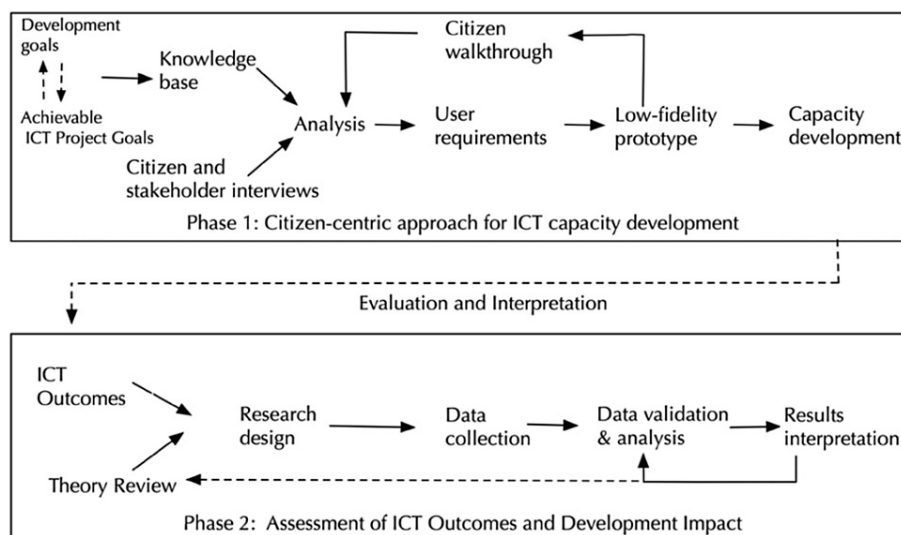 Development
goals
Achievable
ICT Project Goals
Knowledge
base
Citizen and
stakeholder interviews
Analysis
Citizen
walkthrough
User
requirements
Low-fidelity
prototype
Capacity
development
Phase 1: Citizen-centric approach for ICT capacity development
Evaluation and Interpretation
ICT
Outcomes
Theory Review
Research
design
Data
collection
Data validation
& analysis
Results
interpretation
Phase 2: Assessment of ICT Outcomes and Development Impact